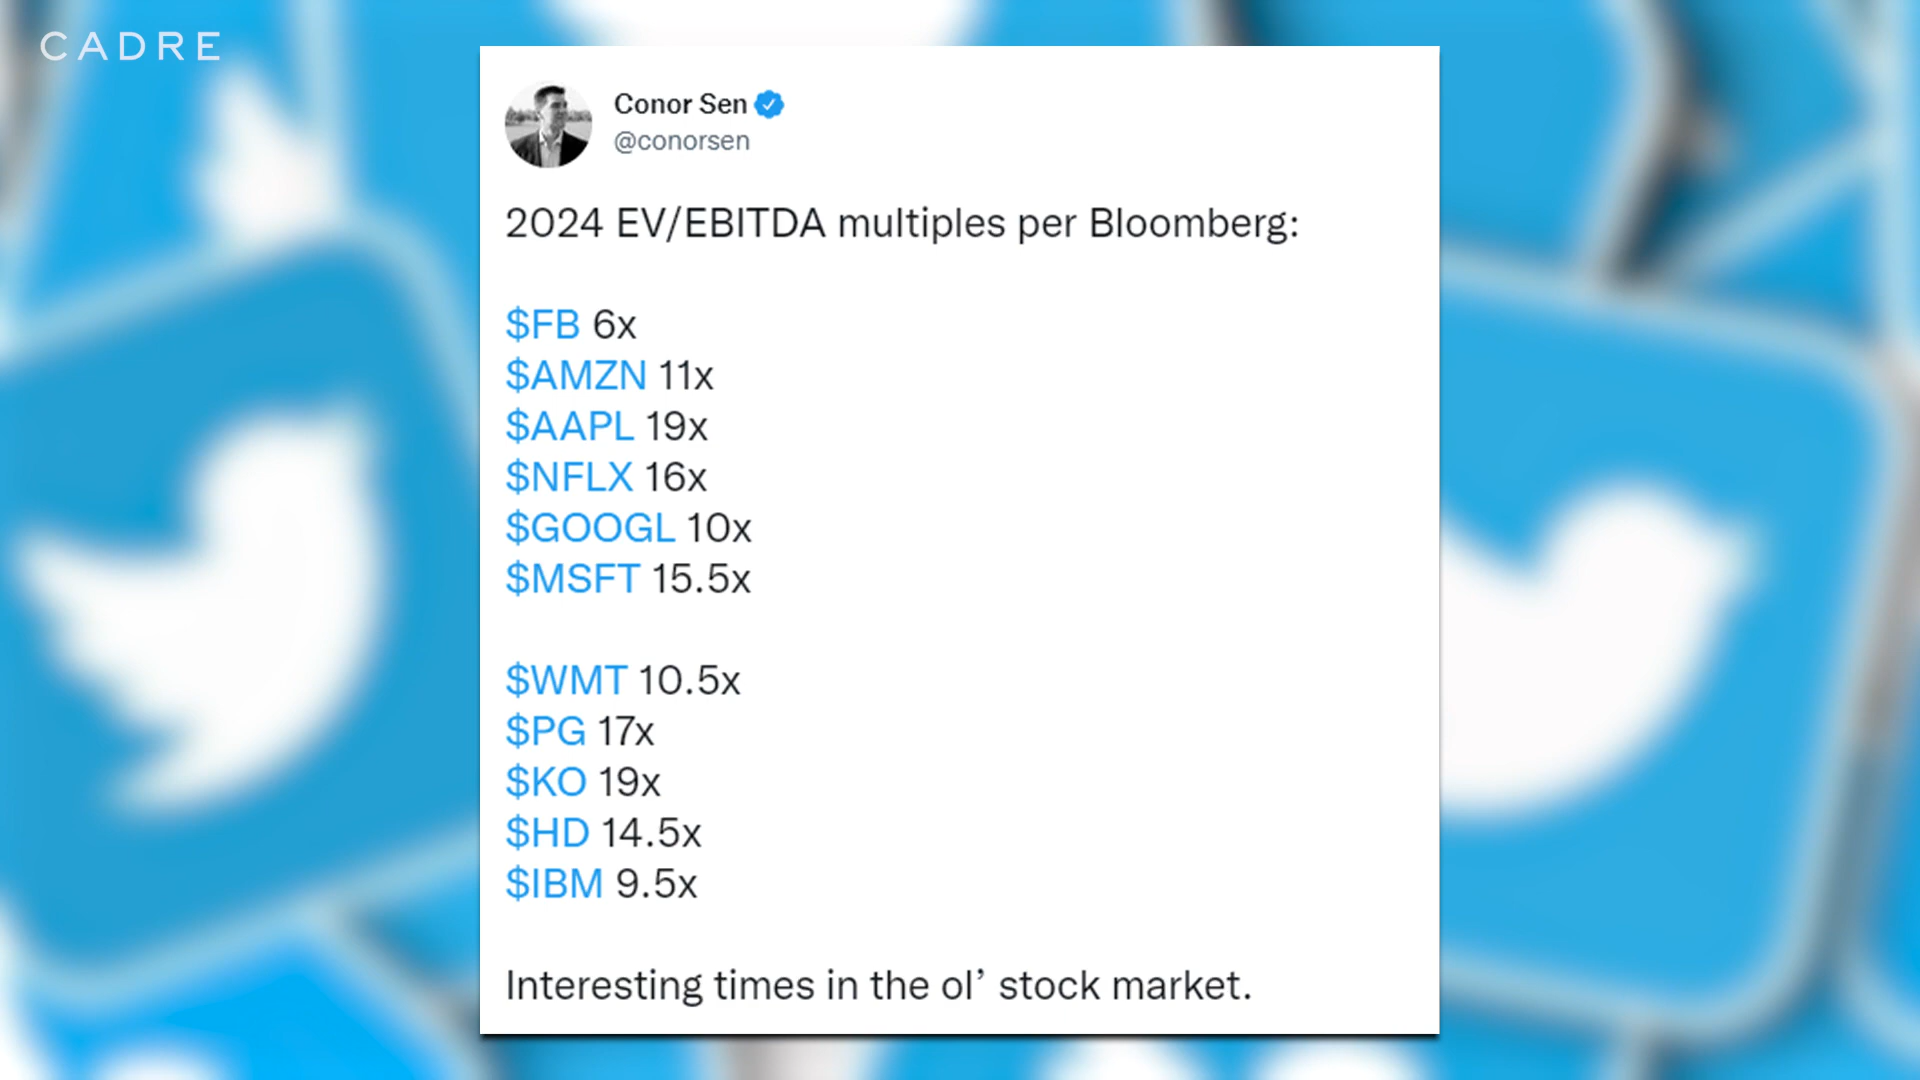 CADRE
Conor Sen
@conorsen
2024 EV/EBITDA multiples per Bloomberg:
$FB 6x
$AMZN 11x
$AAPL 19x
$NFLX 16x
$GOOGL 10x
$MSFT 15.5x
$WMT 10.5x
$PG 17x
$KO 19x
$HD 14.5x
$IBM 9.5x
Interesting times in the ol’ stock market.